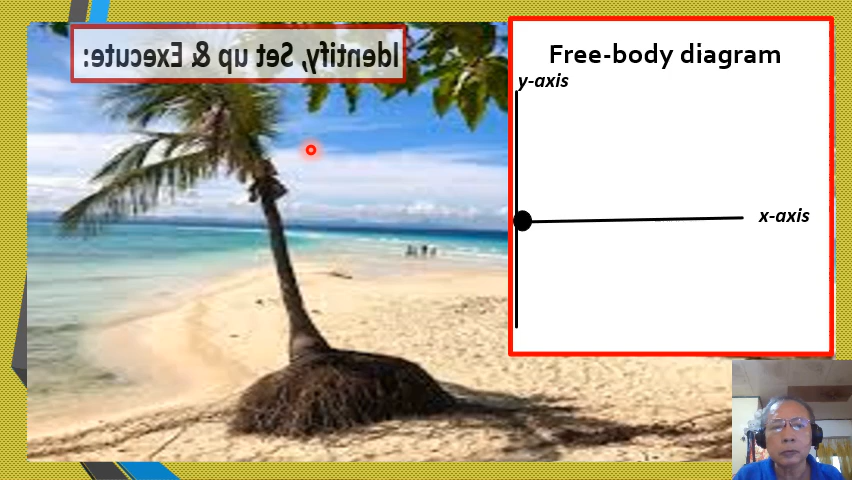 Identify, Set up & Execute:
Free-body diagram
y-axis
x-axis